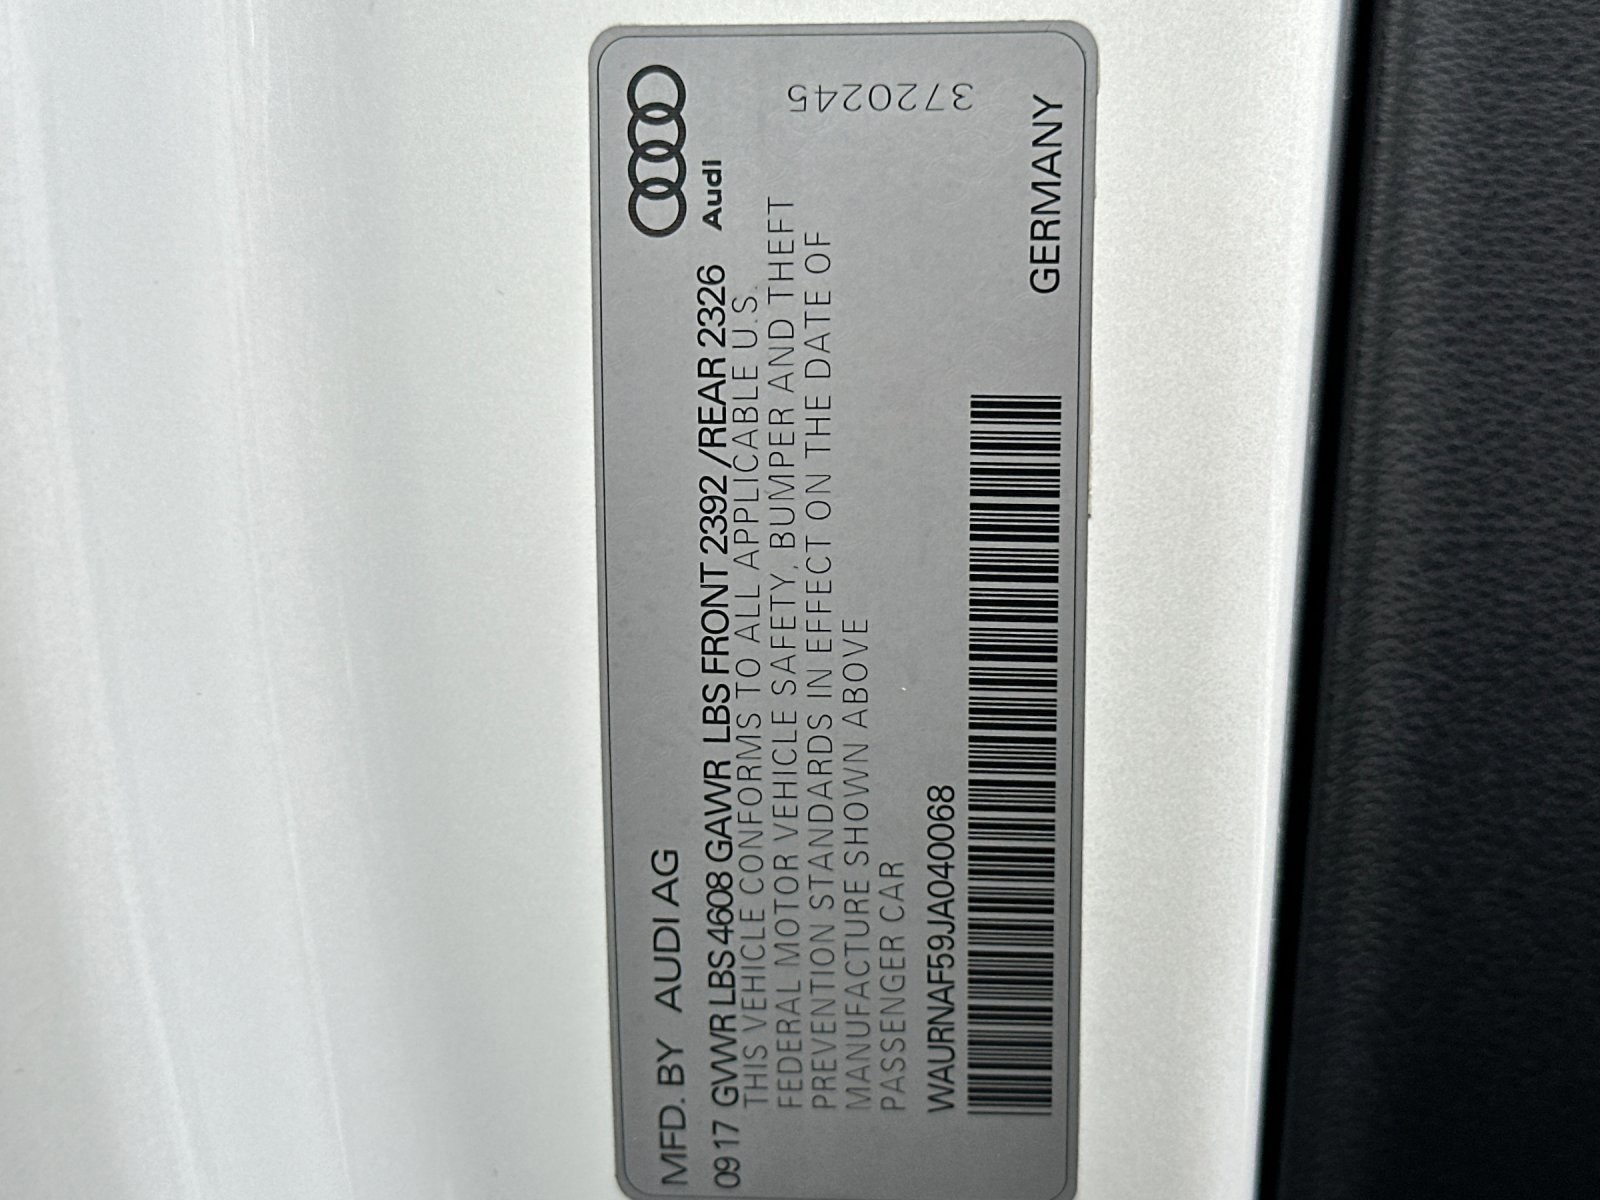 MFD. BY AUDI AG
Audi
09 17 GVWR LBS 4608 GAWR LBS FRONT 2392 /REAR 2326
THIS VEHICLE CONFORMS TO ALL APPLICABLE U.S.
FEDERAL MOTOR VEHICLE SAFETY, BUMPER AND THEFT
PREVENTION STANDARDS IN EFFECT ON THE DATE OF
MANUFACTURE SHOWN ABOVE
PASSENGER CAR
3720245
WAURNAF59JA040068
GERMANY